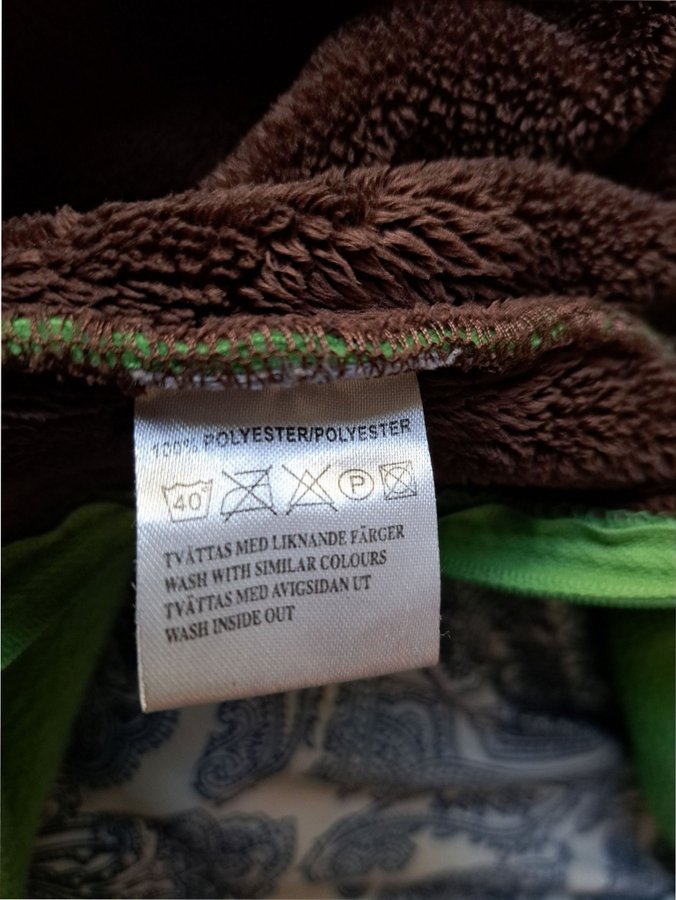 100% POLYESTER/POLYESTER
40° P
TVÄTTAS MED LIKNANDE FÄRGER
WASH WITH SIMILAR COLOURS
TVÄTTAS MED AVIGSIDAN UT
WASH INSIDE OUT